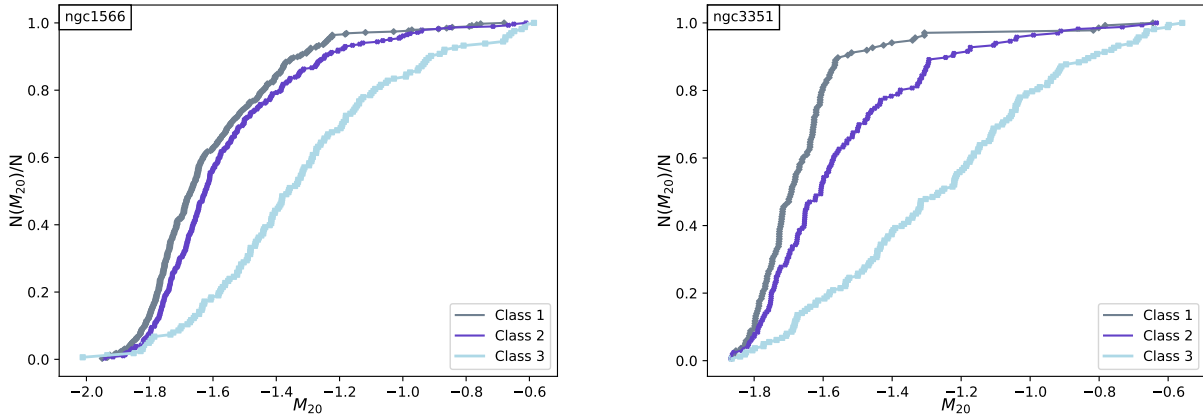 ngc1566
1.0
0.8
0.6
0.4
0.2
0.0
N(M20)/N
−2.0 −1.8 −1.6 −1.4 −1.2 −1.0 −0.8 −0.6
M20
Class 1
Class 2
Class 3
ngc3351
1.0
0.8
0.6
0.4
0.2
0.0
N(M20)/N
−1.8 −1.6 −1.4 −1.2 −1.0 −0.8 −0.6
M20
Class 1
Class 2
Class 3